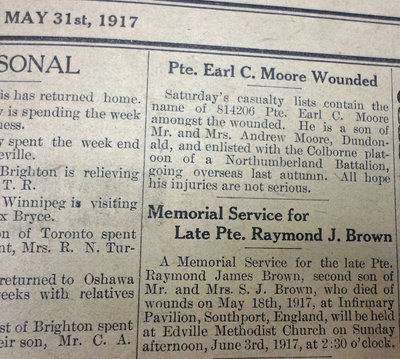 MAY 31st, 1917
SONAL
is has returned home.
y is spending the week
ness.
y spent the week end
eville.
Brighton is relieving
T. R.
Winnipeg is visiting
x Bryce.
on of Toronto spent
nt, Mrs. R. N. Tur-
returned to Oshawa
weeks with relatives
st of Brighton spent
eir son, Mr. C. A.
Pte. Earl C. Moore Wounded
Saturday's casualty lists contain the
name of 814206 Pte. Earl C. Moore
amongst the wounded. He is a son of
Mr. and Mrs. Andrew Moore, Dundon-
ald, and enlisted with the Colborne plat-
oon of a Northumberland Battalion,
going overseas last autumn. All hope
his injuries are not serious.
Memorial Service for
Late Pte. Raymond J. Brown
A Memorial Service for the late Pte.
Raymond James Brown, second son of
Mr. and Mrs. S. J. Brown, who died of
wounds on May 18th, 1917, at Infirmary
Pavilion, Southport, England, will be held
at Edville Methodist Church on Sunday
afternoon, June 3rd, 1917, at 2:30 o'clock.